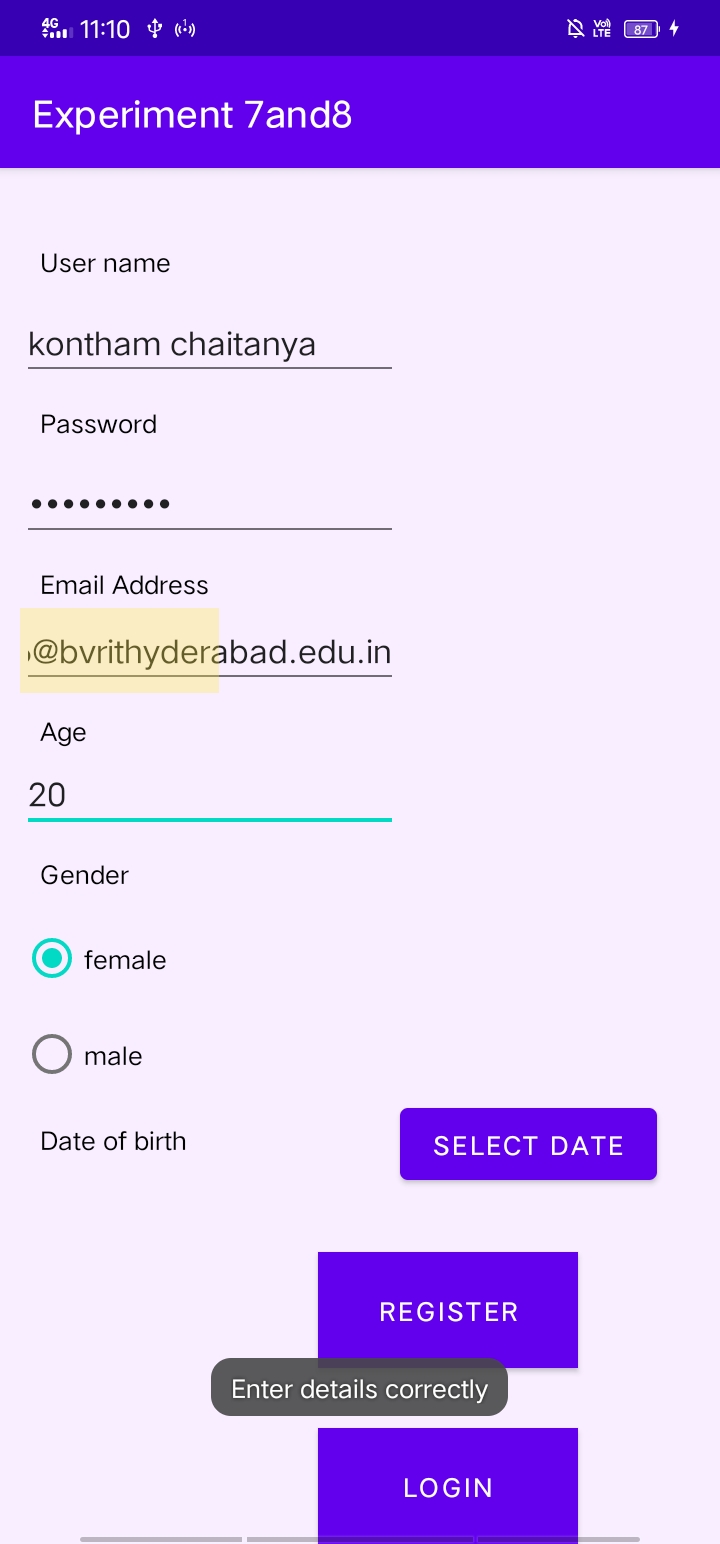 4G 11:10 VoLTE 87
Experiment 7and8
User name
kontham chaitanya
Password
•••••••••
Email Address
@bvrithyderabad.edu.in
Age
20
Gender
female
male
Date of birth SELECT DATE
REGISTER
Enter details correctly
LOGIN